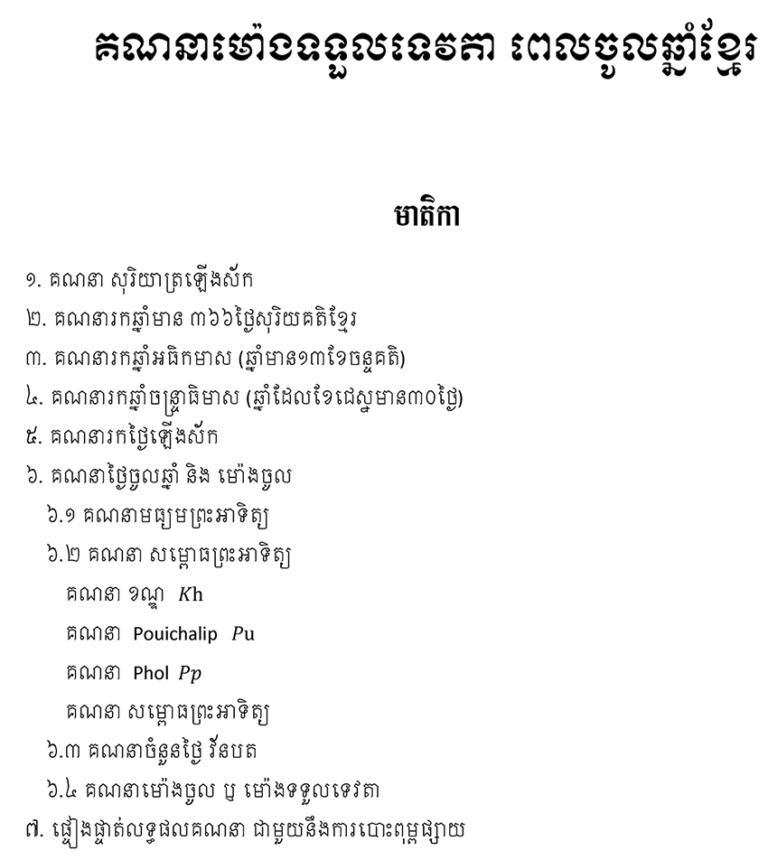 គណនាម៉ោងទទួលទេវតា ពេលចូលឆ្នាំខ្មែរ
មាតិកា
១. គណនា សុរិយាត្រឡើងស័ក
២. គណនារកឆ្នាំមាន ៣៦៦ថ្ងៃសុរិយគតិខ្មែរ
៣. គណនារកឆ្នាំអធិកមាស (ឆ្នាំមាន១៣ខែចន្ទគតិ)
៤. គណនារកឆ្នាំចន្ទ្រាធិមាស (ឆ្នាំដែលខែជេស្ឋមាន៣០ថ្ងៃ)
៥. គណនារកថ្ងៃឡើងស័ក
៦. គណនាថ្ងៃចូលឆ្នាំ និង ម៉ោងចូល
៦.១ គណនាមធ្យមព្រះអាទិត្យ
៦.២ គណនា សម្ពោធព្រះអាទិត្យ
គណនា ខណ្ឌ Kh
គណនា Pouichalip Pu
គណនា Phol Pp
គណនា សម្ពោធព្រះអាទិត្យ
៦.៣ គណនាចំនួនថ្ងៃ វ័នបត
៦.៤ គណនាម៉ោងចូល ឬ ម៉ោងទទួលទេវតា
៧. ផ្ទៀងផ្ទាត់លទ្ធផលគណនា ជាមួយនឹងការបោះពុម្ពផ្សាយ